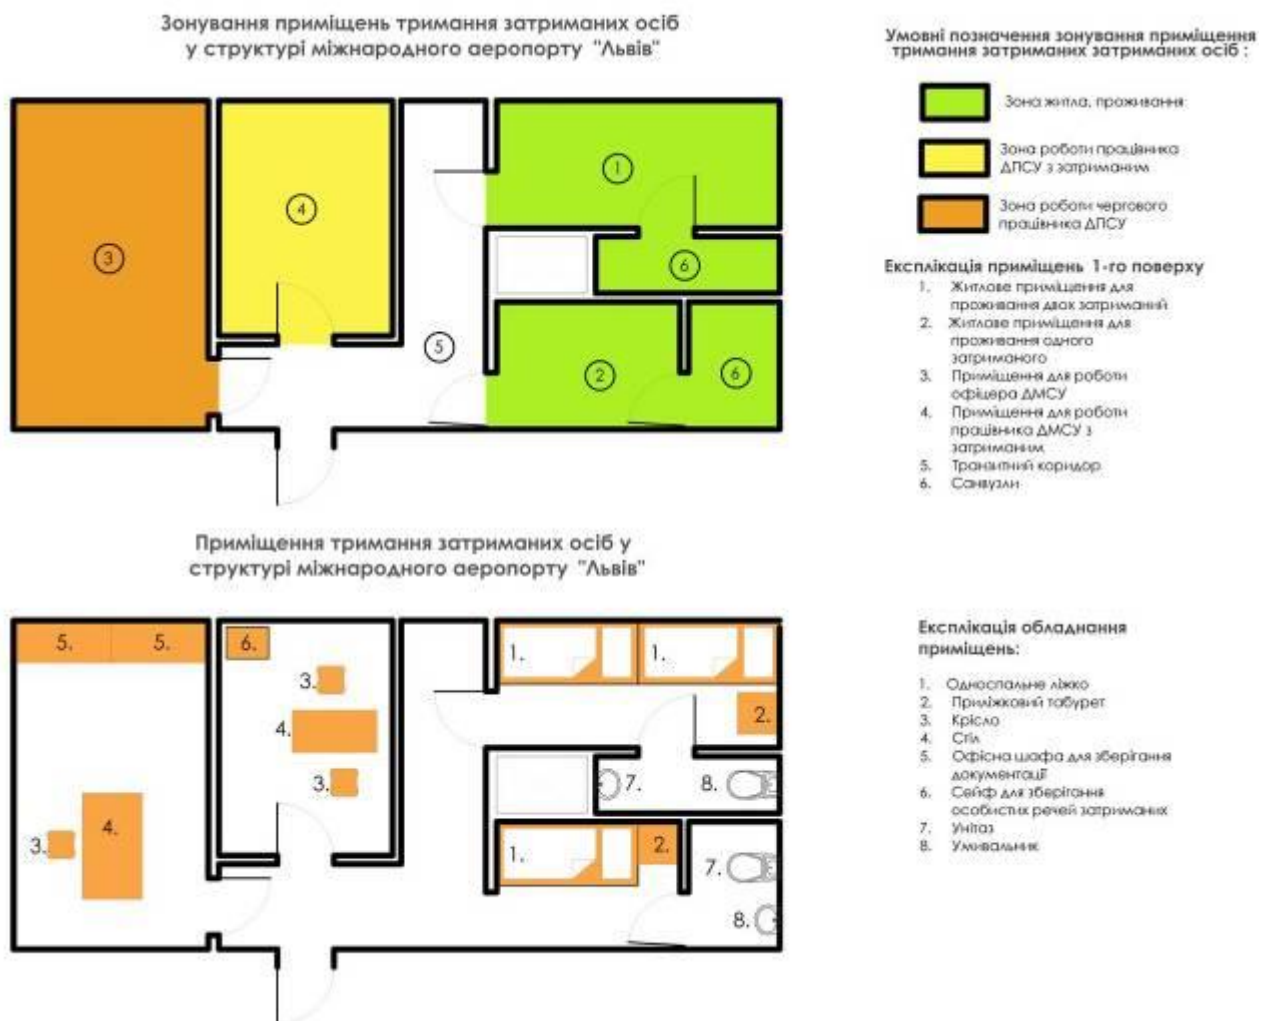 Зонування приміщень тримання затриманих осіб
у структурі міжнародного аеропорту "Львів"
3
4
5
1
6
2
6
Умовні позначення зонування приміщення
тримання затриманих затриманих осіб :
Зона житла, проживання
Зона роботи працівника
ДПСУ з затриманим
Зона роботи чергового
працівника ДПСУ
Експлікація приміщень 1-го поверху
1. Житлове приміщення для
проживання двох затриманий
2. Житлове приміщення для
проживання одного
затриманого
3. Приміщення для роботи
офіцера ДМСУ
4. Приміщення для роботи
працівника ДМСУ з
затриманим
5. Транзитний коридор
6. Санвузли
Приміщення тримання затриманих осіб у
структурі міжнародного аеропорту "Львів"
5. 5.
3. 4.
6.
3.
4.
3.
1. 1.
2.
7. 8.
1. 2.
7.
8.
Експлікація обладнання
приміщень:
1. Односпальне ліжко
2. Приліжковий табурет
3. Крісло
4. Стіл
5. Офісна шафа для зберігання
документації
6. Сейф для зберігання
особистих речей затриманих
7. Унітаз
8. Умивальник